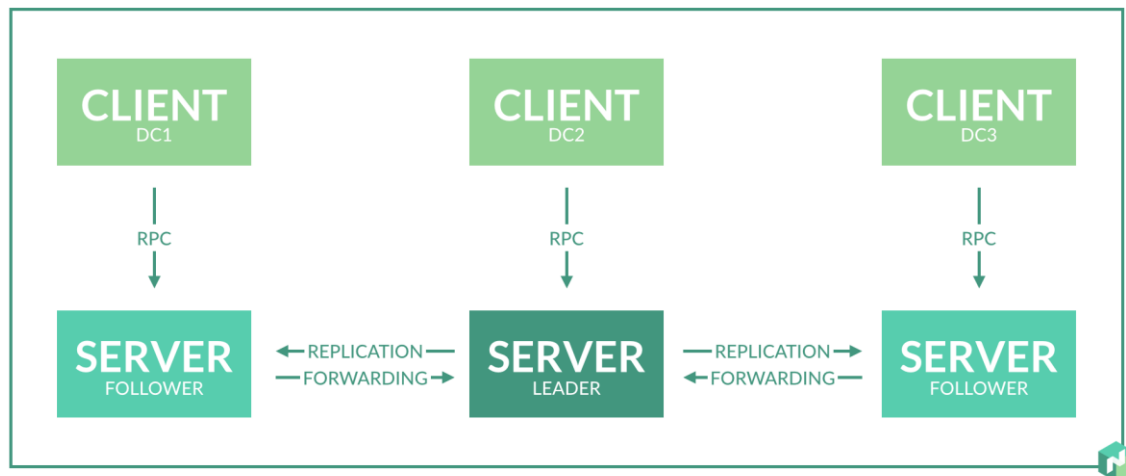 CLIENT
DC1
CLIENT
DC2
CLIENT
DC3
RPC
RPC
RPC
SERVER
FOLLOWER
REPLICATION
FORWARDING
SERVER
LEADER
REPLICATION
FORWARDING
SERVER
FOLLOWER